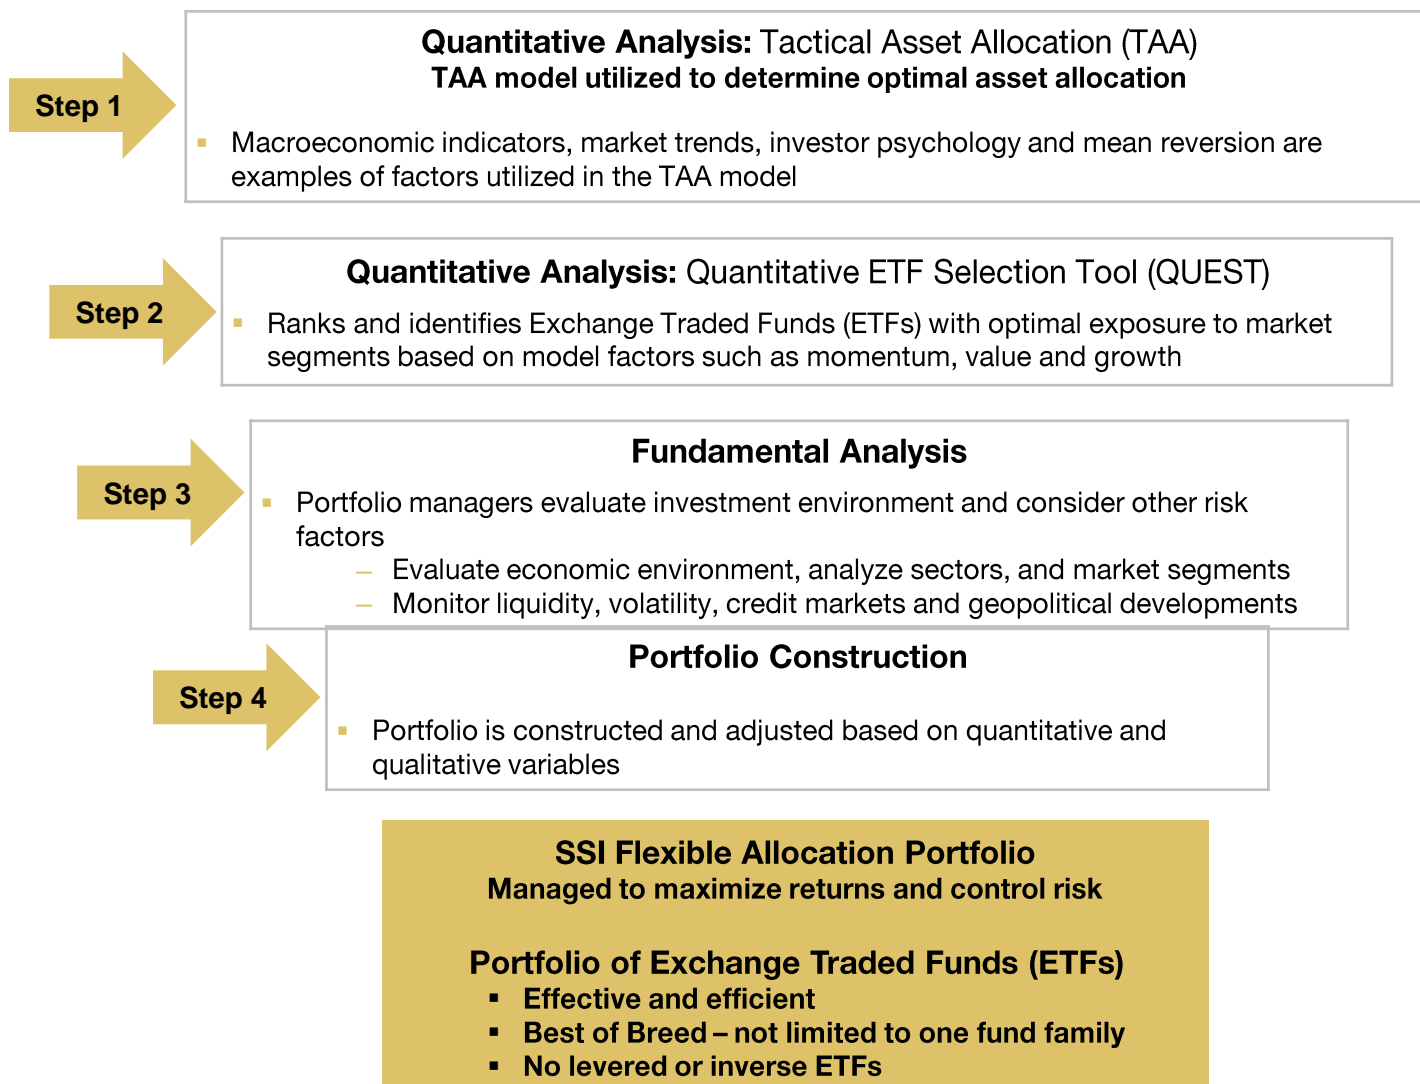 Quantitative Analysis: Tactical Asset Allocation (TAA)
TAA model utilized to determine optimal asset allocation
Step 1
▪ Macroeconomic indicators, market trends, investor psychology and mean reversion are
examples of factors utilized in the TAA model
Quantitative Analysis: Quantitative ETF Selection Tool (QUEST)
Step 2
▪ Ranks and identifies Exchange Traded Funds (ETFs) with optimal exposure to market
segments based on model factors such as momentum, value and growth
Fundamental Analysis
Step 3
▪ Portfolio managers evaluate investment environment and consider other risk
factors
– Evaluate economic environment, analyze sectors, and market segments
– Monitor liquidity, volatility, credit markets and geopolitical developments
Portfolio Construction
Step 4
▪ Portfolio is constructed and adjusted based on quantitative and
qualitative variables
SSI Flexible Allocation Portfolio
Managed to maximize returns and control risk
Portfolio of Exchange Traded Funds (ETFs)
▪ Effective and efficient
▪ Best of Breed – not limited to one fund family
▪ No levered or inverse ETFs